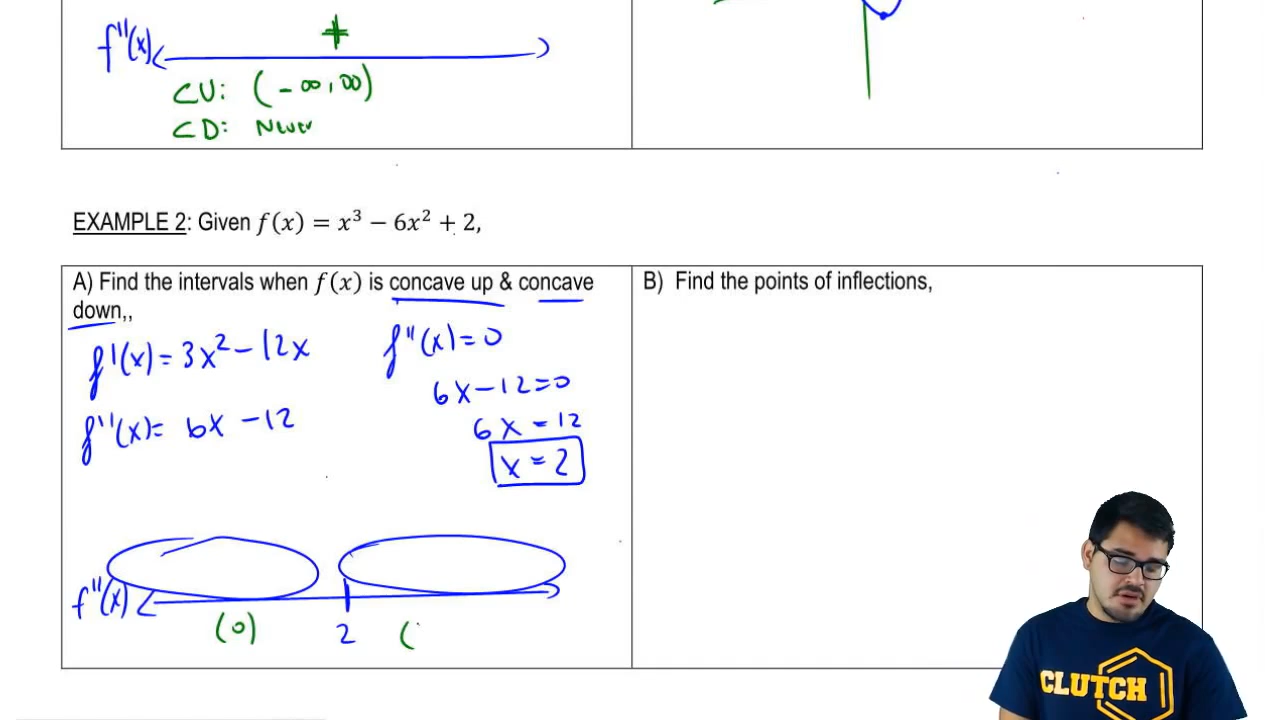 f''(x) +
CU: (-∞,∞)
CD: Never
EXAMPLE 2: Given f(x) = x³ − 6x² + 2,
A) Find the intervals when f(x) is concave up & concave
down,,
f'(x)= 3x² − 12x
f''(x)= 6x − 12
f''(x)=0
6x−12=0
6x = 12
x = 2
f''(x)
(0) 2 (
B) Find the points of inflections,
CLUTCH